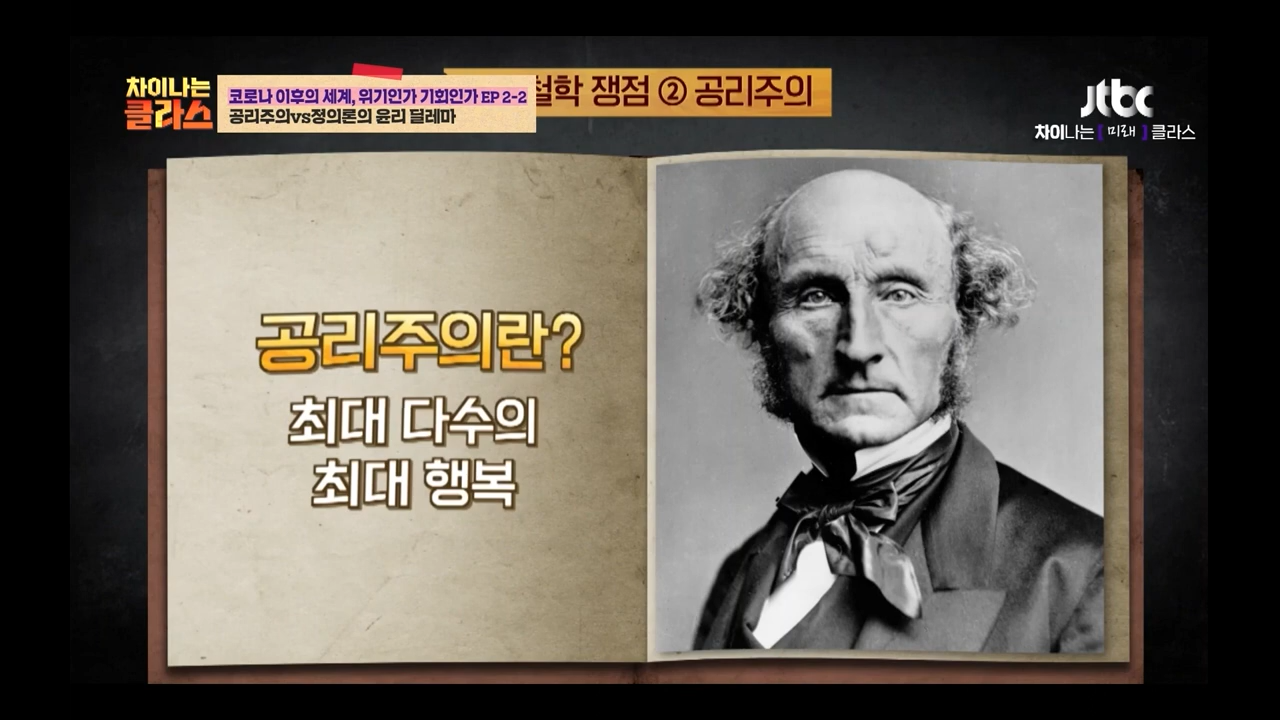 차이나는
클라스
코로나 이후의 세계, 위기인가 기회인가 EP 2-2
공리주의vs정의론의 윤리 딜레마
철학 쟁점 ② 공리주의
jtbc
차이나는 [ 미래 ] 클라스
공리주의란?
최대 다수의
최대 행복